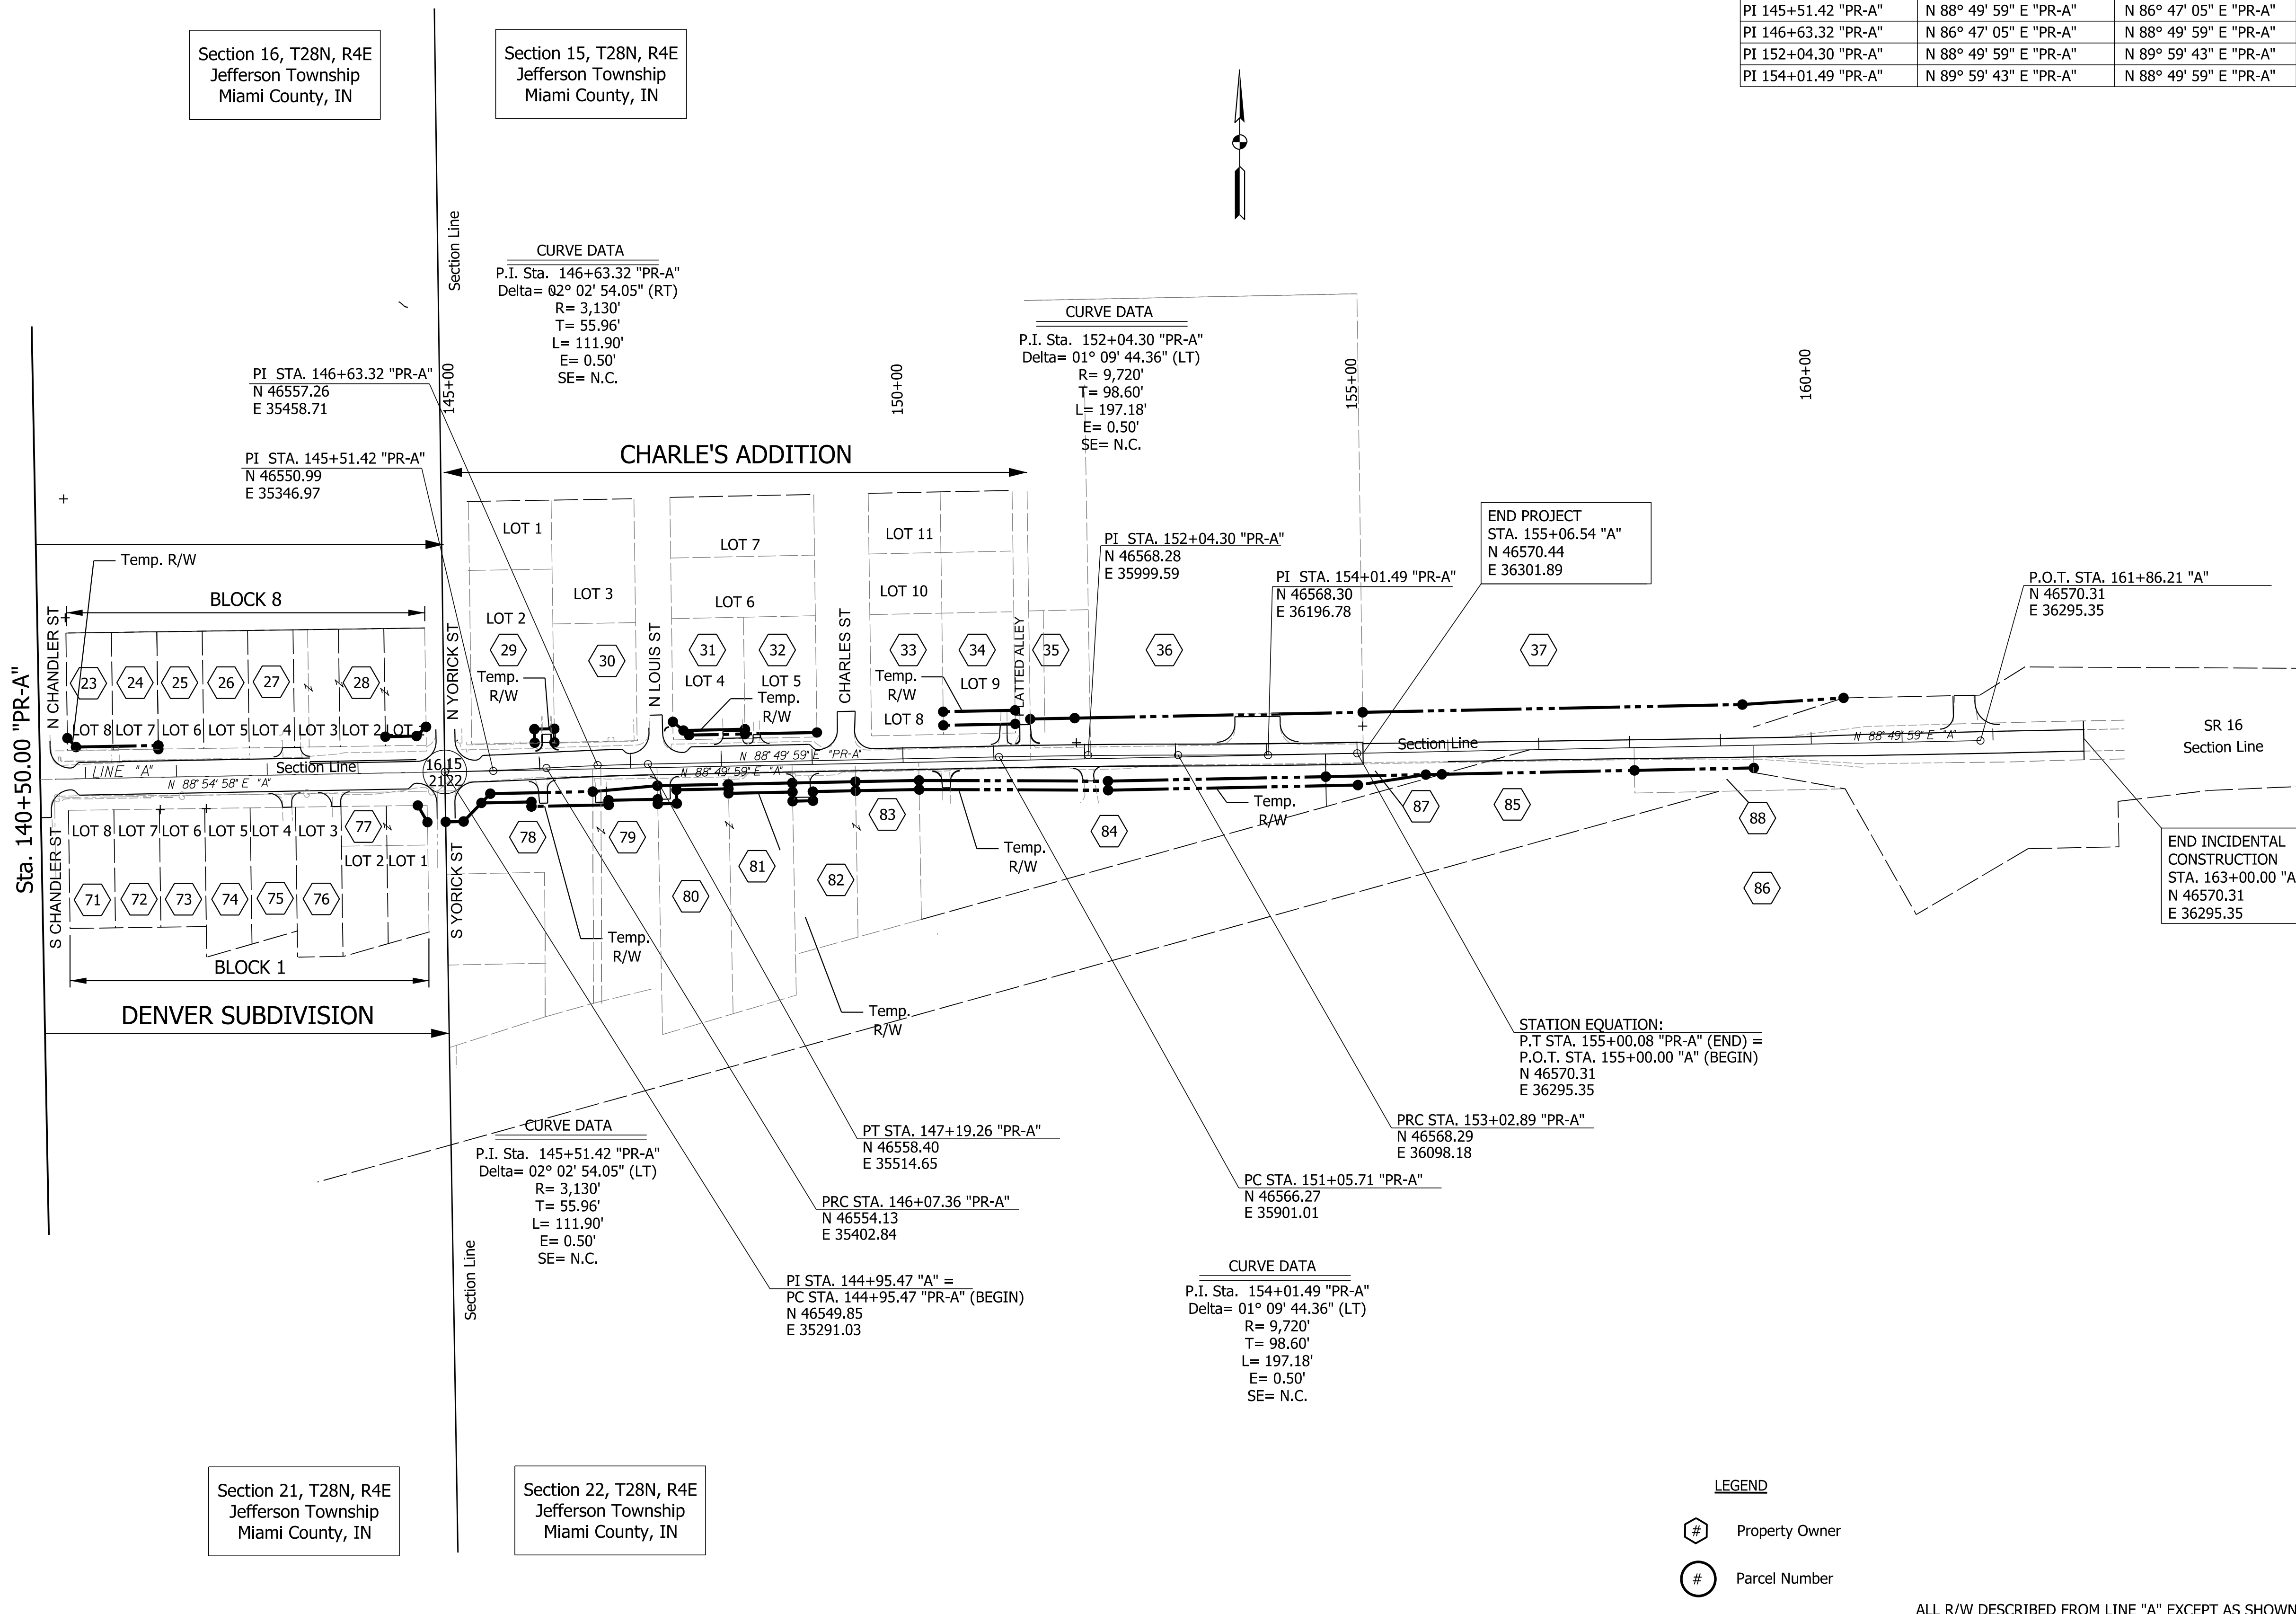 PI 145+51.42 "PR-A" N 88° 49' 59" E "PR-A" N 86° 47' 05" E "PR-A"
PI 146+63.32 "PR-A" N 86° 47' 05" E "PR-A" N 88° 49' 59" E "PR-A"
PI 152+04.30 "PR-A" N 88° 49' 59" E "PR-A" N 89° 59' 43" E "PR-A"
PI 154+01.49 "PR-A" N 89° 59' 43" E "PR-A" N 88° 49' 59" E "PR-A"
Section 16, T28N, R4E
Jefferson Township
Miami County, IN
Section 15, T28N, R4E
Jefferson Township
Miami County, IN
Section Line
CURVE DATA
P.I. Sta. 146+63.32 "PR-A"
Delta= 02° 02' 54.05" (RT)
R= 3,130'
T= 55.96'
L= 111.90'
E= 0.50'
SE= N.C.
CURVE DATA
P.I. Sta. 152+04.30 "PR-A"
Delta= 01° 09' 44.36" (LT)
R= 9,720'
T= 98.60'
L= 197.18'
E= 0.50'
SE= N.C.
145+00
150+00
155+00
160+00
PI STA. 146+63.32 "PR-A"
N 46557.26
E 35458.71
PI STA. 145+51.42 "PR-A"
N 46550.99
E 35346.97
CHARLE'S ADDITION
Temp. R/W
BLOCK 8
END PROJECT
STA. 155+06.54 "A"
N 46570.44
E 36301.89
PI STA. 152+04.30 "PR-A"
N 46568.28
E 35999.59
PI STA. 154+01.49 "PR-A"
N 46568.30
E 36196.78
P.O.T. STA. 161+86.21 "A"
N 46570.31
E 36295.35
LOT 1
LOT 2
LOT 3
LOT 7
LOT 6
LOT 4
LOT 5
LOT 11
LOT 10
LOT 9
LOT 8
N CHANDLER ST
N YORICK ST
N LOUIS ST
CHARLES ST
PLATTED ALLEY
23 24 25 26 27 28
29 30 31 32 33 34 35 36 37
LOT 8 LOT 7 LOT 6 LOT 5 LOT 4 LOT 3 LOT 2 LOT 1
Temp.
R/W
Temp.
R/W
Temp.
R/W
Sta. 140+50.00 "PR-A"
LINE "A"
Section Line
N 88° 54' 58" E "A"
16 15
21 22
N 88° 49' 59" E "PR-A"
N 88° 49' 59" E "A"
Section Line
N 88° 49' 59" E "A"
SR 16
Section Line
S CHANDLER ST
S YORICK ST
LOT 8 LOT 7 LOT 6 LOT 5 LOT 4 LOT 3
LOT 2 LOT 1
71 72 73 74 75 76 77
78 79 80 81 82 83 84
87 85 88 86
Temp.
R/W
Temp.
R/W
Temp.
R/W
Temp.
R/W
BLOCK 1
DENVER SUBDIVISION
END INCIDENTAL
CONSTRUCTION
STA. 163+00.00 "A
N 46570.31
E 36295.35
STATION EQUATION:
P.T STA. 155+00.08 "PR-A" (END) =
P.O.T. STA. 155+00.00 "A" (BEGIN)
N 46570.31
E 36295.35
CURVE DATA
P.I. Sta. 145+51.42 "PR-A"
Delta= 02° 02' 54.05" (LT)
R= 3,130'
T= 55.96'
L= 111.90'
E= 0.50'
SE= N.C.
PT STA. 147+19.26 "PR-A"
N 46558.40
E 35514.65
PRC STA. 146+07.36 "PR-A"
N 46554.13
E 35402.84
PI STA. 144+95.47 "A" =
PC STA. 144+95.47 "PR-A" (BEGIN)
N 46549.85
E 35291.03
PRC STA. 153+02.89 "PR-A"
N 46568.29
E 36098.18
PC STA. 151+05.71 "PR-A"
N 46566.27
E 35901.01
CURVE DATA
P.I. Sta. 154+01.49 "PR-A"
Delta= 01° 09' 44.36" (LT)
R= 9,720'
T= 98.60'
L= 197.18'
E= 0.50'
SE= N.C.
Section Line
Section 21, T28N, R4E
Jefferson Township
Miami County, IN
Section 22, T28N, R4E
Jefferson Township
Miami County, IN
LEGEND
# Property Owner
# Parcel Number
ALL R/W DESCRIBED FROM LINE "A" EXCEPT AS SHOWN